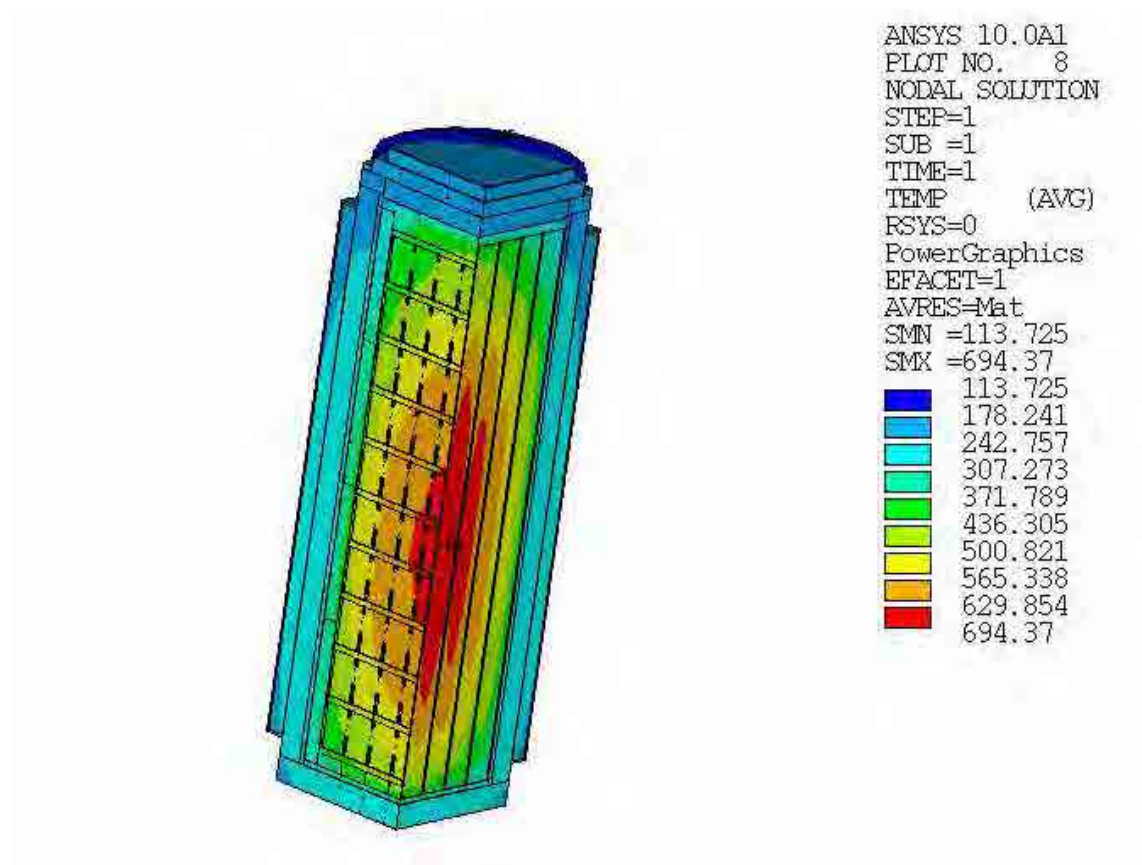 ANSYS 10.0A1
PLOT NO. 8
NODAL SOLUTION
STEP=1
SUB =1
TIME=1
TEMP (AVG)
RSYS=0
PowerGraphics
EFACET=1
AVRES=Mat
SMN =113.725
SMX =694.37
113.725
178.241
242.757
307.273
371.789
436.305
500.821
565.338
629.854
694.37